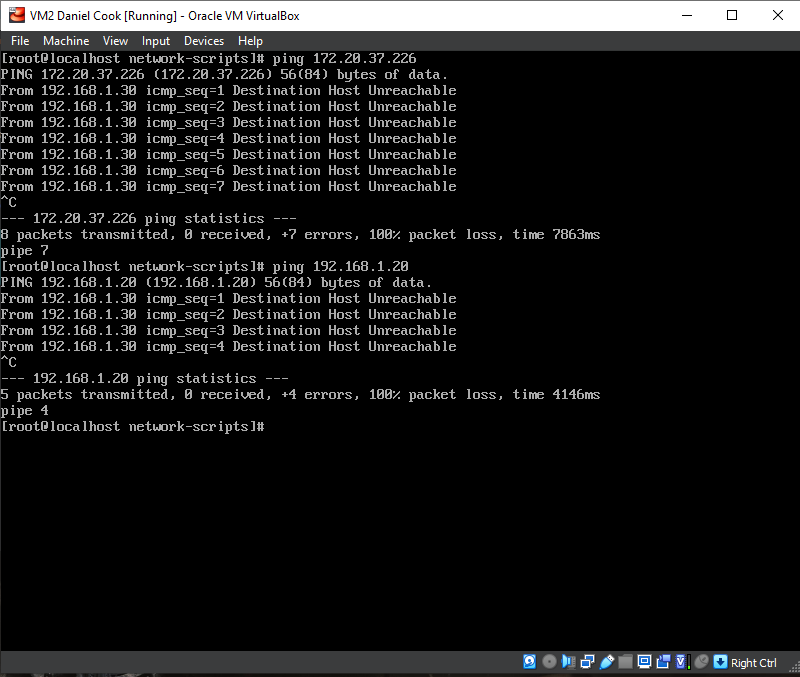 VM2 Daniel Cook [Running] - Oracle VM VirtualBox
File Machine View Input Devices Help
[root@localhost network-scripts]# ping 172.20.37.226
PING 172.20.37.226 (172.20.37.226) 56(84) bytes of data.
From 192.168.1.30 icmp_seq=1 Destination Host Unreachable
From 192.168.1.30 icmp_seq=2 Destination Host Unreachable
From 192.168.1.30 icmp_seq=3 Destination Host Unreachable
From 192.168.1.30 icmp_seq=4 Destination Host Unreachable
From 192.168.1.30 icmp_seq=5 Destination Host Unreachable
From 192.168.1.30 icmp_seq=6 Destination Host Unreachable
From 192.168.1.30 icmp_seq=7 Destination Host Unreachable
^C
--- 172.20.37.226 ping statistics ---
8 packets transmitted, 0 received, +7 errors, 100% packet loss, time 7863ms
pipe 7
[root@localhost network-scripts]# ping 192.168.1.20
PING 192.168.1.20 (192.168.1.20) 56(84) bytes of data.
From 192.168.1.30 icmp_seq=1 Destination Host Unreachable
From 192.168.1.30 icmp_seq=2 Destination Host Unreachable
From 192.168.1.30 icmp_seq=3 Destination Host Unreachable
From 192.168.1.30 icmp_seq=4 Destination Host Unreachable
^C
--- 192.168.1.20 ping statistics ---
5 packets transmitted, 0 received, +4 errors, 100% packet loss, time 4146ms
pipe 4
[root@localhost network-scripts]#
Right Ctrl